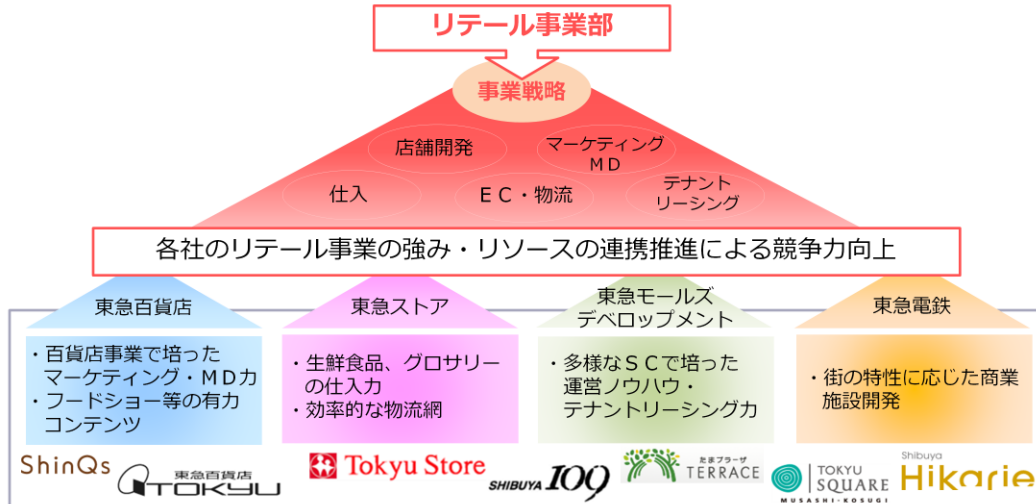 リテール事業部
事業戦略
店舗開発
マーケティング
MD
仕入
EC・物流
テナント
リーシング
各社のリテール事業の強み・リソースの連携推進による競争力向上
東急百貨店
・百貨店事業で培った
マーケティング・MD力
・フードショー等の有力
コンテンツ
東急ストア
・生鮮食品、グロサリー
の仕入力
・効率的な物流網
東急モールズ
デベロップメント
・多様なSCで培った
運営ノウハウ・
テナントリーシング力
東急電鉄
・街の特性に応じた商業
施設開発
ShinQs
東急百貨店
TOKYU
Tokyu Store
SHIBUYA 109
たまプラーザ
TERRACE
TOKYU
SQUARE
MUSASHI-KOSUGI
Shibuya
Hikarie